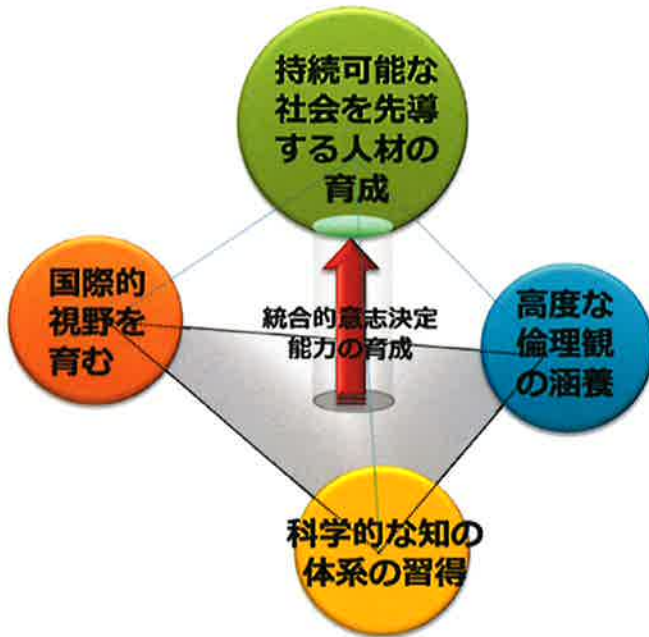 持続可能な
社会を先導
する人材の
育成
国際的
視野を
育む
統合的意志決定
能力の育成
高度な
倫理観
の涵養
科学的な知の
体系の習得